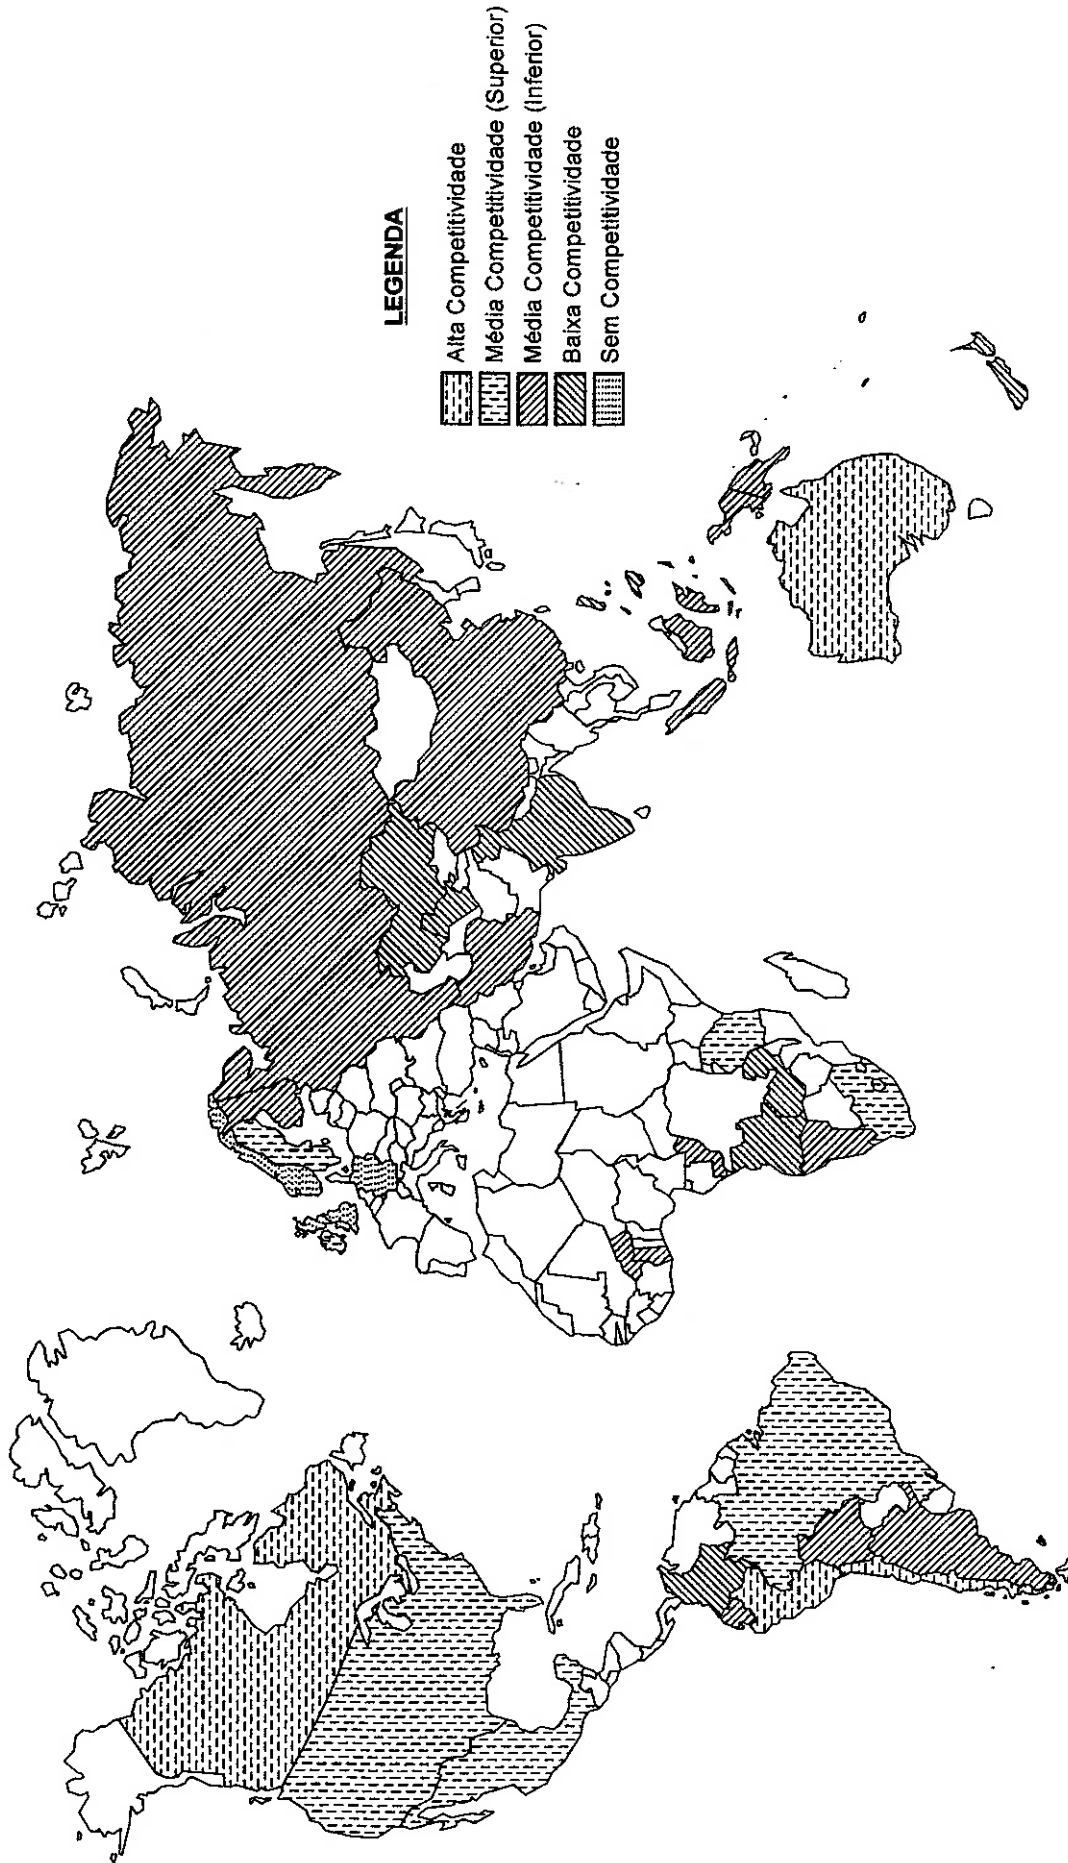 LEGENDA
Alta Competitividade
Média Competitividade (Superior)
Média Competitividade (Inferior)
Baixa Competitividade
Sem Competitividade